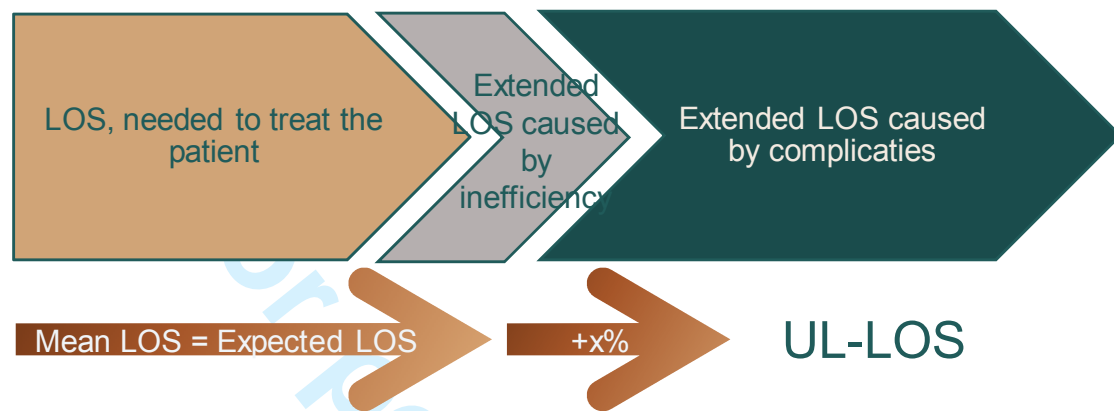 LOS, needed to treat the
patient
Extended
LOS caused
by
inefficiency
Extended LOS caused
by complicaties
Mean LOS = Expected LOS
+x%
UL-LOS